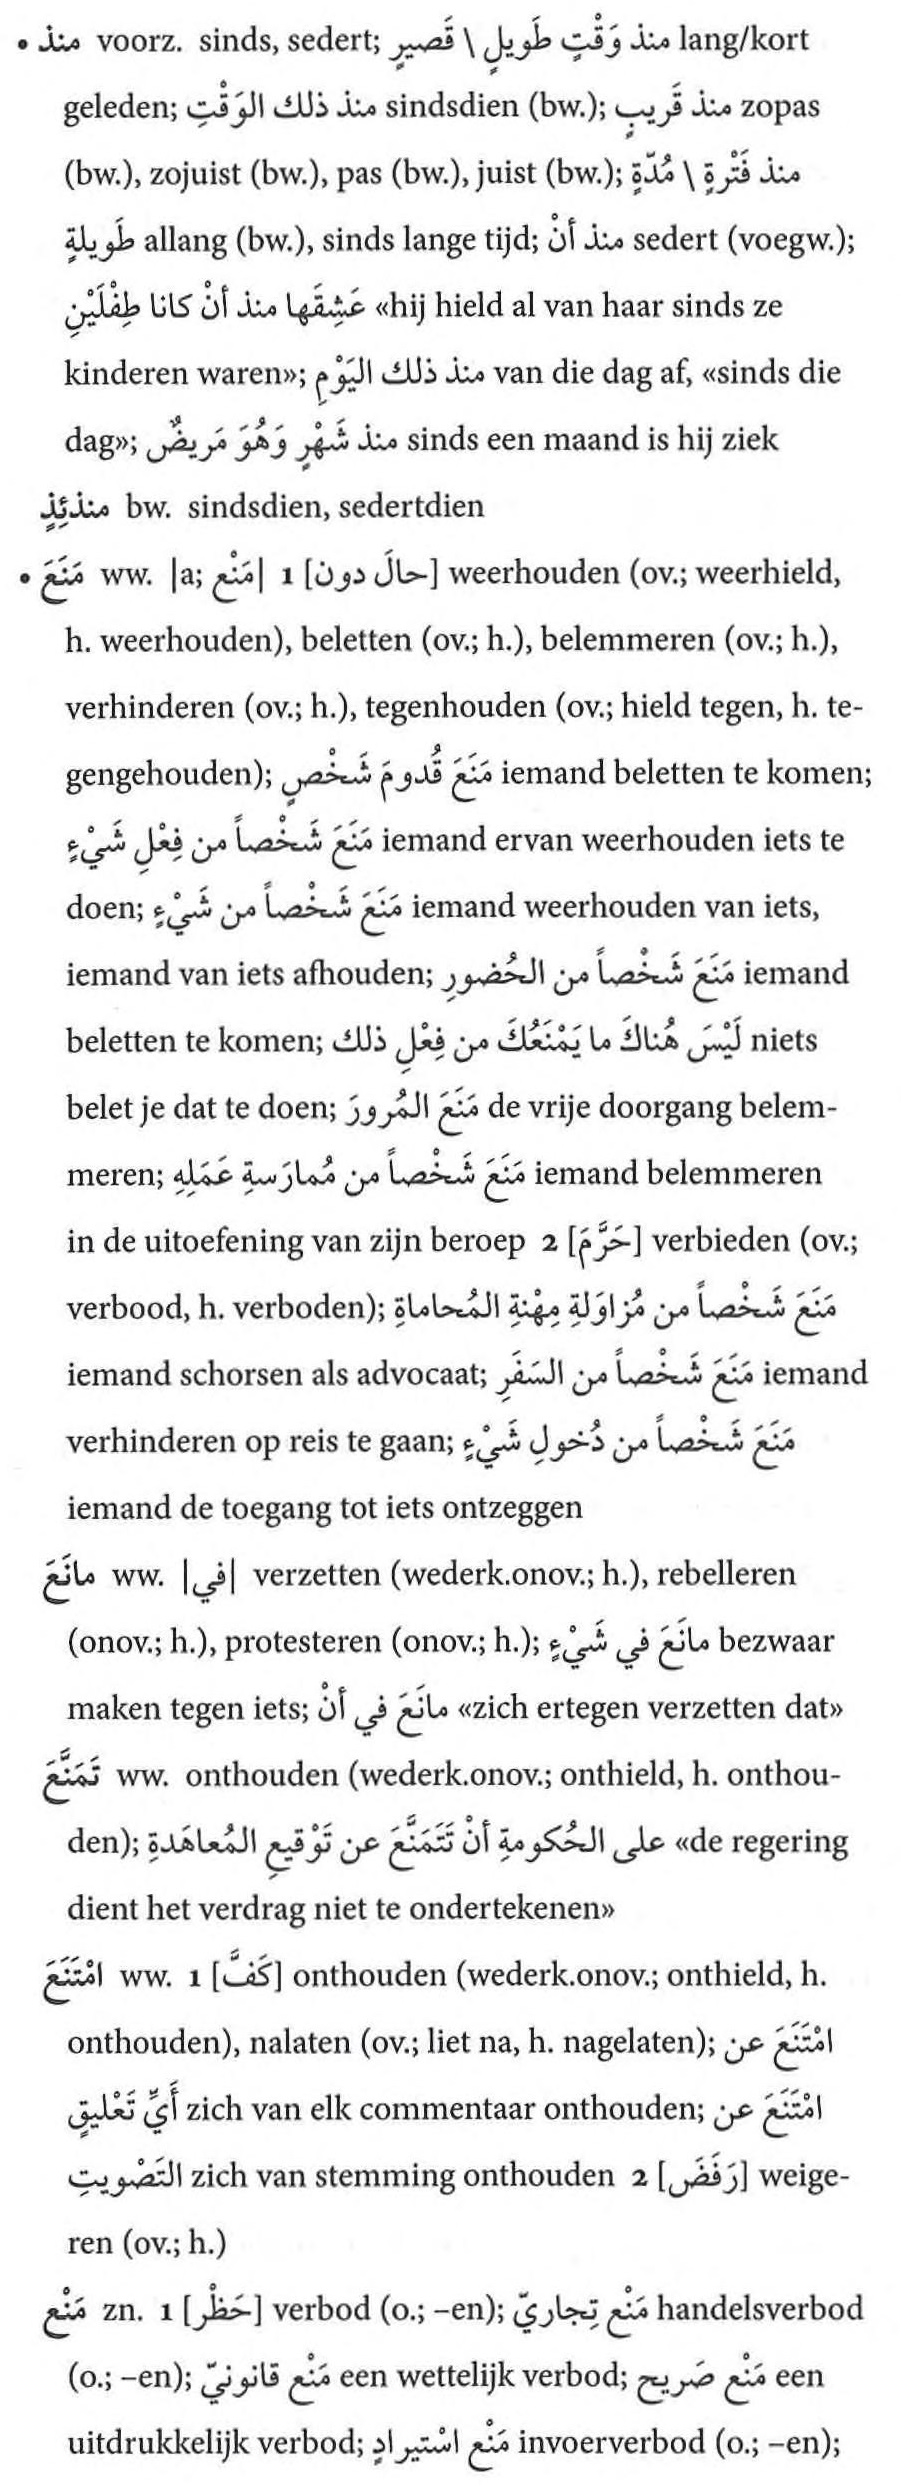 • منذ voorz. sinds, sedert; منذ وَقْتٍ طَويلٍ \ قَصيرٍ lang/kort
geleden; منذ ذلك الوَقْتِ sindsdien (bw.); منذ قَريبٍ zopas
(bw.), zojuist (bw.), pas (bw.), juist (bw.); منذ فَتْرةٍ \ مُدّةٍ
طَويلةٍ allang (bw.), sinds lange tijd; منذ أنْ sedert (voegw.);
عَشِقَها منذ أنْ كانا طِفْلَيْنِ «hij hield al van haar sinds ze
kinderen waren»; منذ ذلك اليَوْمِ van die dag af, «sinds die
dag»; منذ شَهْرٍ وَهُوَ مَريضٌ sinds een maand is hij ziek
منذئِذٍ bw. sindsdien, sedertdien
• مَنَعَ ww. |a; مَنْع| 1 [حالَ دون] weerhouden (ov.; weerhield,
h. weerhouden), beletten (ov.; h.), belemmeren (ov.; h.),
verhinderen (ov.; h.), tegenhouden (ov.; hield tegen, h. te-
gengehouden); مَنَعَ قُدومَ شَخْصٍ iemand beletten te komen;
مَنَعَ شَخْصاً من فِعْلِ شَيْءٍ iemand ervan weerhouden iets te
doen; مَنَعَ شَخْصاً من شَيْءٍ iemand weerhouden van iets,
iemand van iets afhouden; مَنَعَ شَخْصاً من الحُضورِ iemand
beletten te komen; لَيْسَ هُناكَ ما يَمْنَعُكَ من فِعْلِ ذلك niets
belet je dat te doen; مَنَعَ المُرورَ de vrije doorgang belem-
meren; مَنَعَ شَخْصاً من مُمارَسةِ عَمَلِهِ iemand belemmeren
in de uitoefening van zijn beroep 2 [حَرَّمَ] verbieden (ov.;
verbood, h. verboden); مَنَعَ شَخْصاً من مُزاوَلةِ مِهْنةِ المُحاماةِ
iemand schorsen als advocaat; مَنَعَ شَخْصاً من السَفَرِ iemand
verhinderen op reis te gaan; مَنَعَ شَخْصاً من دُخولِ شَيْءٍ
iemand de toegang tot iets ontzeggen
مانَعَ ww. |في| verzetten (wederk.onov.; h.), rebelleren
(onov.; h.), protesteren (onov.; h.); مانَعَ في شَيْءٍ bezwaar
maken tegen iets; مانَعَ في أنْ «zich ertegen verzetten dat»
تَمَنَّعَ ww. onthouden (wederk.onov.; onthield, h. onthou-
den); على الحُكومةِ أنْ تَتَمَنَّعَ عن تَوْقيعِ المُعاهَدةِ «de regering
dient het verdrag niet te ondertekenen»
امْتَنَعَ ww. 1 [كَفَّ] onthouden (wederk.onov.; onthield, h.
onthouden), nalaten (ov.; liet na, h. nagelaten); امْتَنَعَ عن
أَيِّ تَعْليقٍ zich van elk commentaar onthouden; امْتَنَعَ عن
التَصْويتِ zich van stemming onthouden 2 [رَفَضَ] weige-
ren (ov.; h.)
مَنْع zn. 1 [حَظْر] verbod (o.; –en); مَنْع تِجاريّ handelsverbod
(o.; –en); مَنْع قانونيّ een wettelijk verbod; مَنْع صَريح een
uitdrukkelijk verbod; مَنْع اسْتيرادٍ invoerverbod (o.; –en);